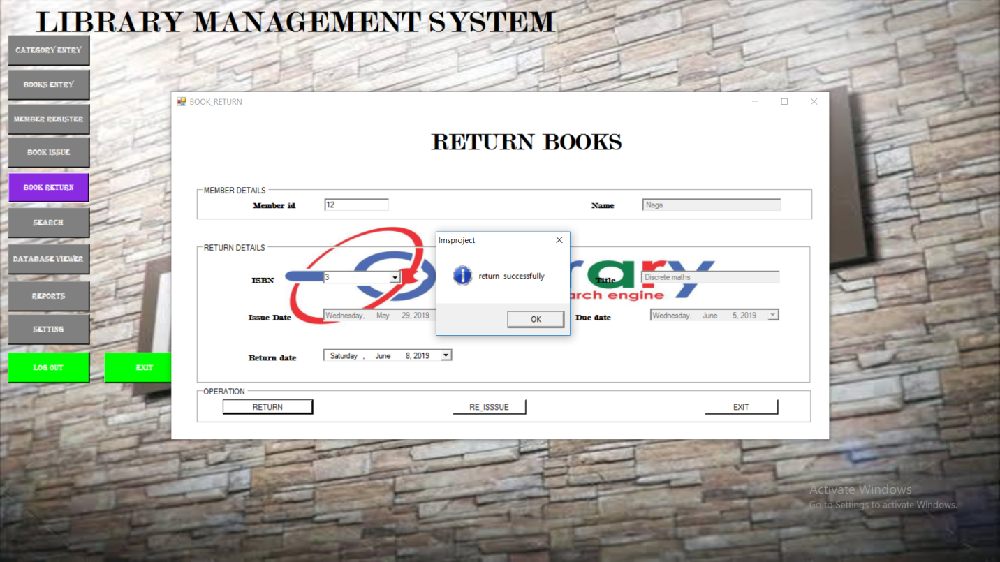 LIBRARY MANAGEMENT SYSTEM
CATEGORY ENTRY
BOOKS ENTRY
MEMBER REGISTER
BOOK ISSUE
BOOK RETURN
SEARCH
DATABASE VIEWER
REPORTS
SETTING
LOG OUT
EXIT
BOOK_RETURN
RETURN BOOKS
MEMBER DETAILS
Member id 12 Name Naga
RETURN DETAILS
ISBN 3 Title Discrete maths
Issue Date Wednesday, May 29, 2019 Due date Wednesday, June 5, 2019
Return date Saturday , June 8, 2019
OPERATION
RETURN RE_ISSSUE EXIT
lmsproject
return successfully
OK
rary
arch engine
Activate Windows
Go to Settings to activate Windows.